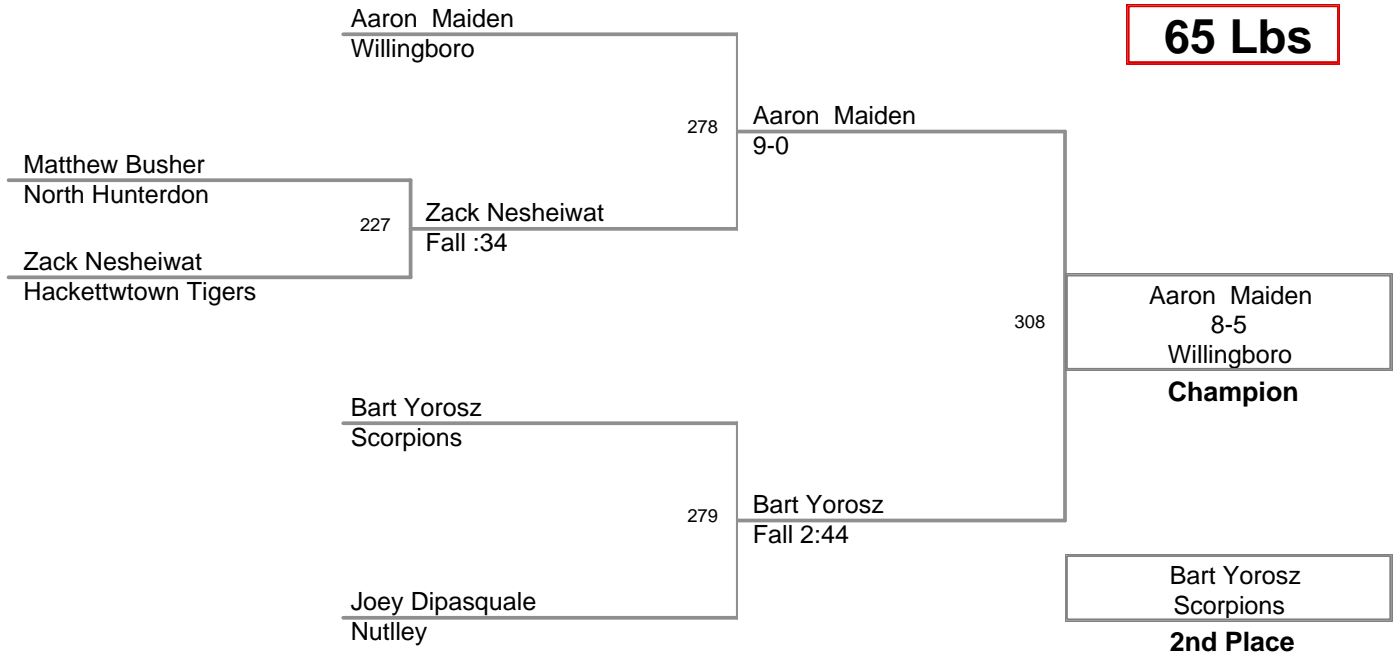 65 Lbs
Aaron Maiden
Willingboro
278
Aaron Maiden
9-0
Matthew Busher
North Hunterdon
227
Zack Nesheiwat
Fall :34
Zack Nesheiwat
Hackettwtown Tigers
308
Aaron Maiden
8-5
Willingboro
Champion
Bart Yorosz
Scorpions
279
Bart Yorosz
Fall 2:44
Joey Dipasquale
Nutlley
Bart Yorosz
Scorpions
2nd Place